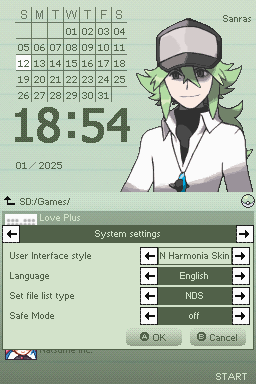 S M T W T F S
Sanras
01 02 03 04
05 06 07 08 09 10 11
12 13 14 15 16 17 18
19 20 21 22 23 24 25
26 27 28 29 30 31
18:54
01 / 2025
SD:/Games/
Love Plus
System settings
User Interface style N Harmonia Skin
Language English
Set file list type NDS
Safe Mode off
A OK B Cancel
Natsume Inc.
START